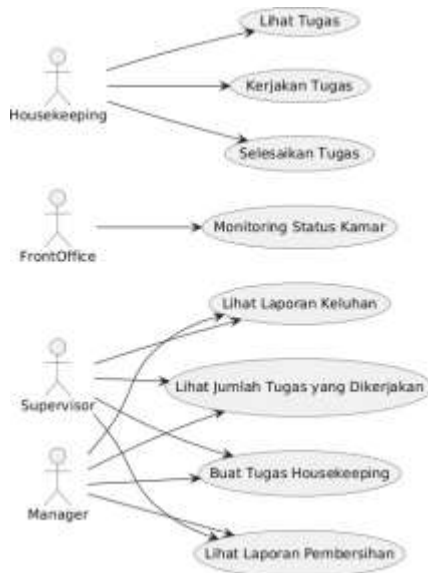 Lihat Tugas
Kerjakan Tugas
Housekeeping
Selesaikan Tugas
Monitoring Status Kamar
FrontOffice
Lihat Laporan Keluhan
Lihat Jumlah Tugas yang Dikerjakan
Supervisor
Buat Tugas Housekeeping
Manager
Lihat Laporan Pembersihan